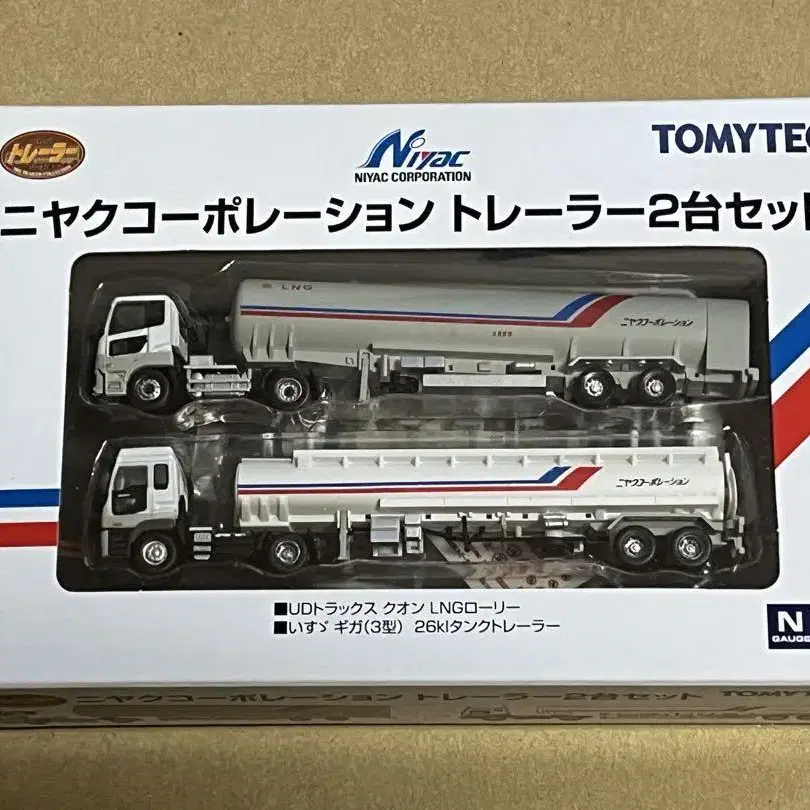 トレーラー
Niyac
NIYAC CORPORATION
TOMYTEC
ニヤクコーポレーション トレーラー2台セット
LNG
ニヤクコーポレーション
ニヤクコーポレーション
■UDトラックス クオン LNGローリー
■いすゞ ギガ(3型) 26klタンクトレーラー
N
GAUGE
ニヤクコーポレーション トレーラー2台セット
TOMYTEC